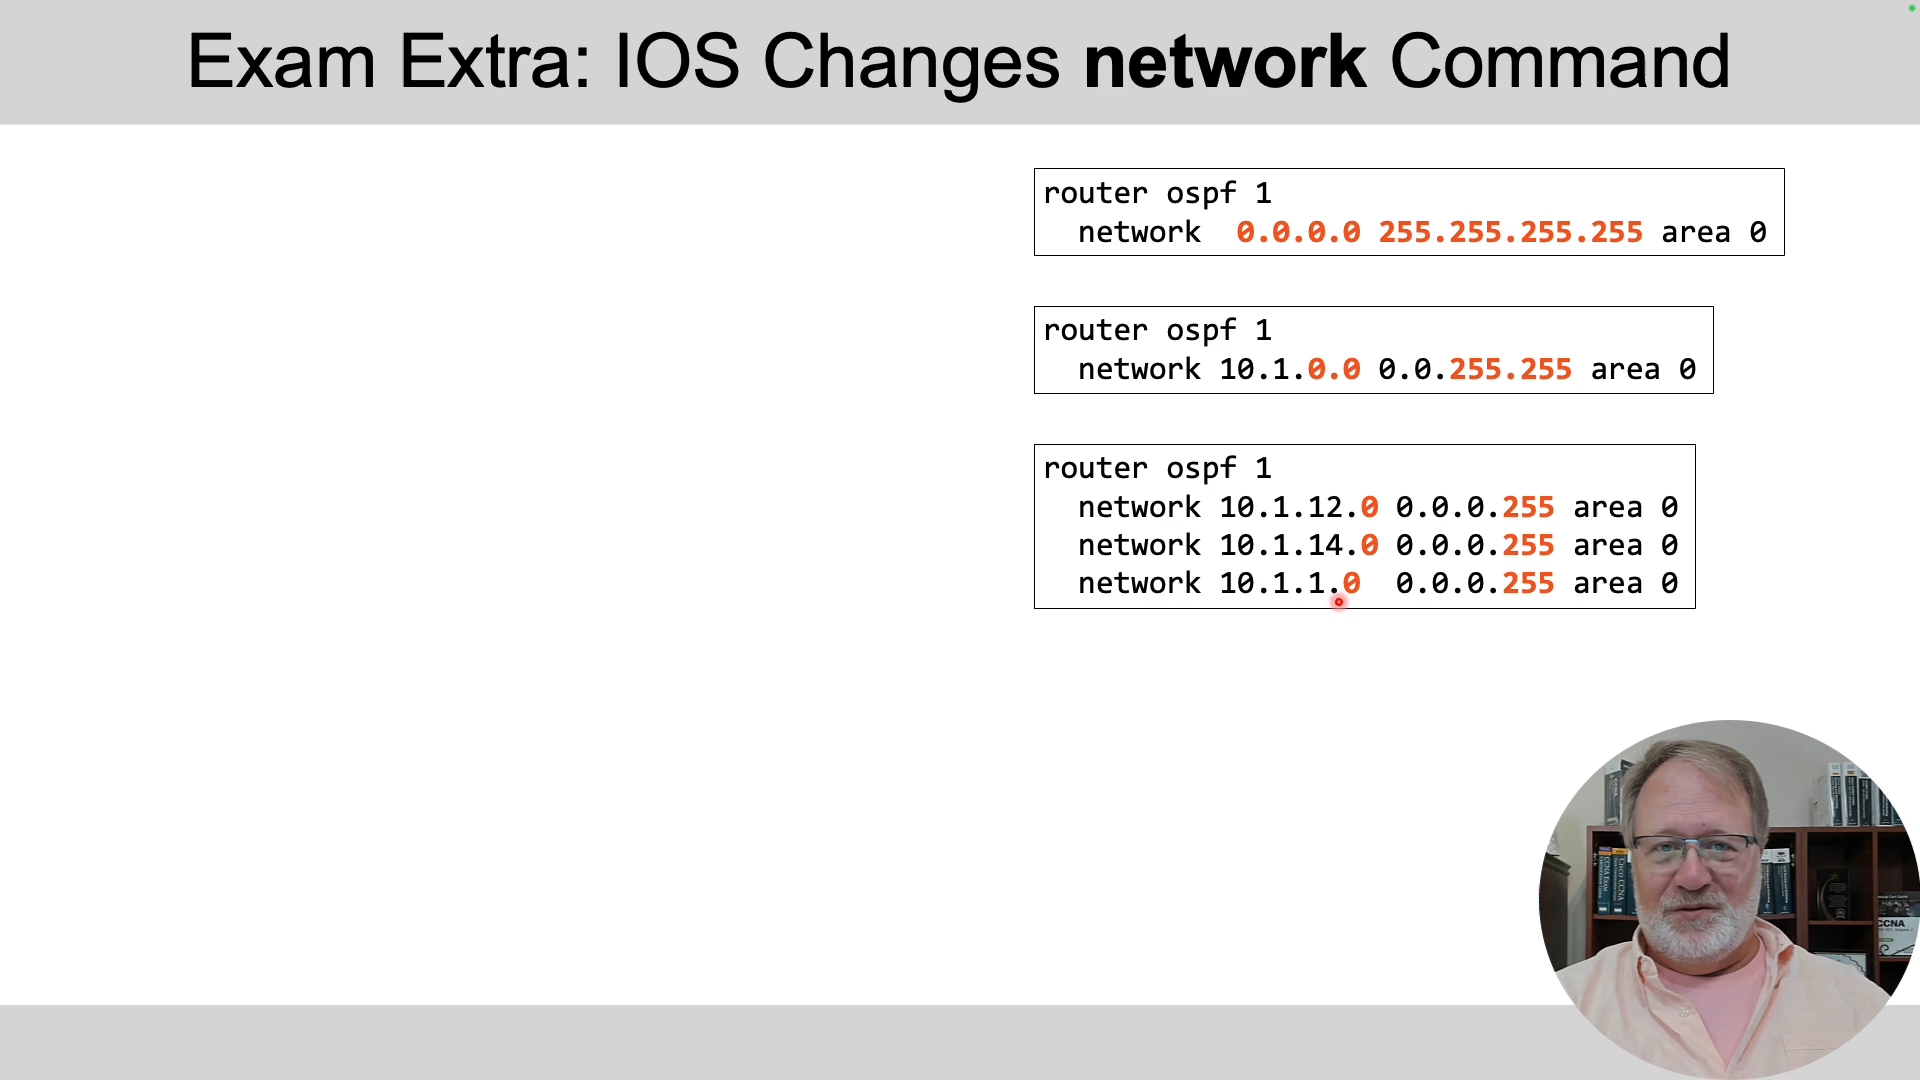 Exam Extra: IOS Changes network Command
router ospf 1
network 0.0.0.0 255.255.255.255 area 0
router ospf 1
network 10.1.0.0 0.0.255.255 area 0
router ospf 1
network 10.1.12.0 0.0.0.255 area 0
network 10.1.14.0 0.0.0.255 area 0
network 10.1.1.0 0.0.0.255 area 0
CCNA